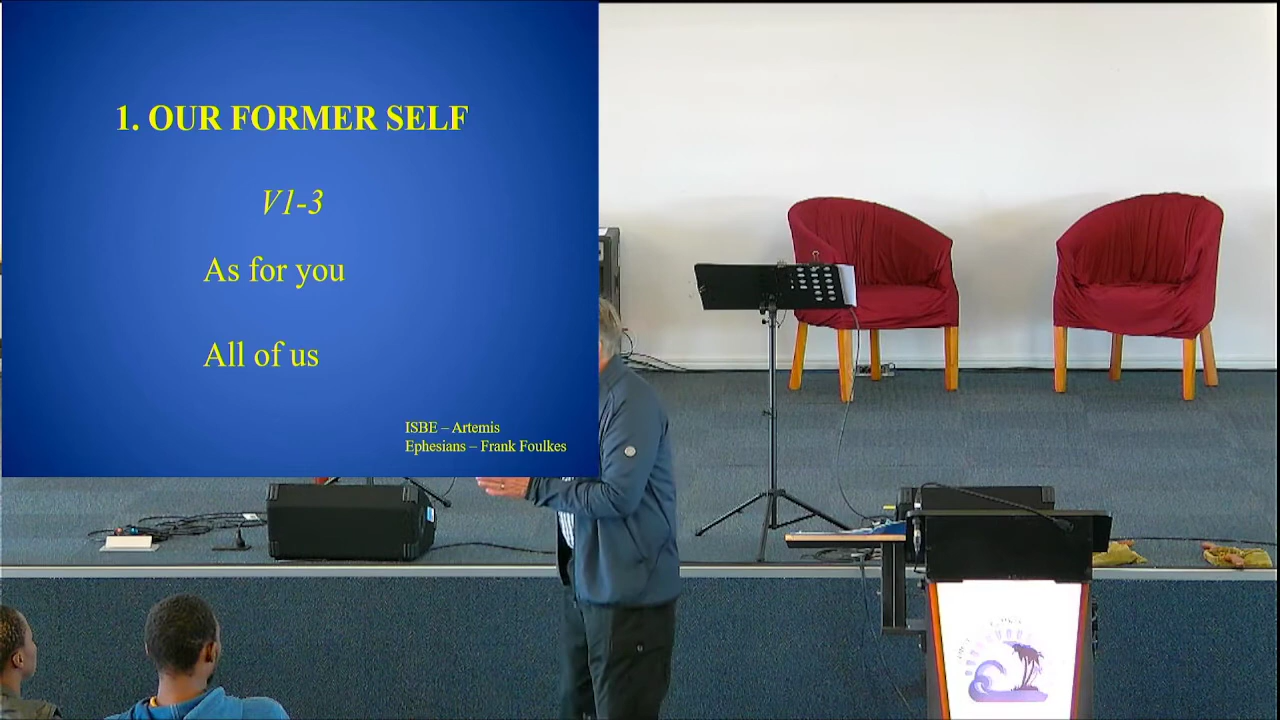 1. OUR FORMER SELF
V1-3
As for you
All of us
ISBE – Artemis
Ephesians – Frank Foulkes